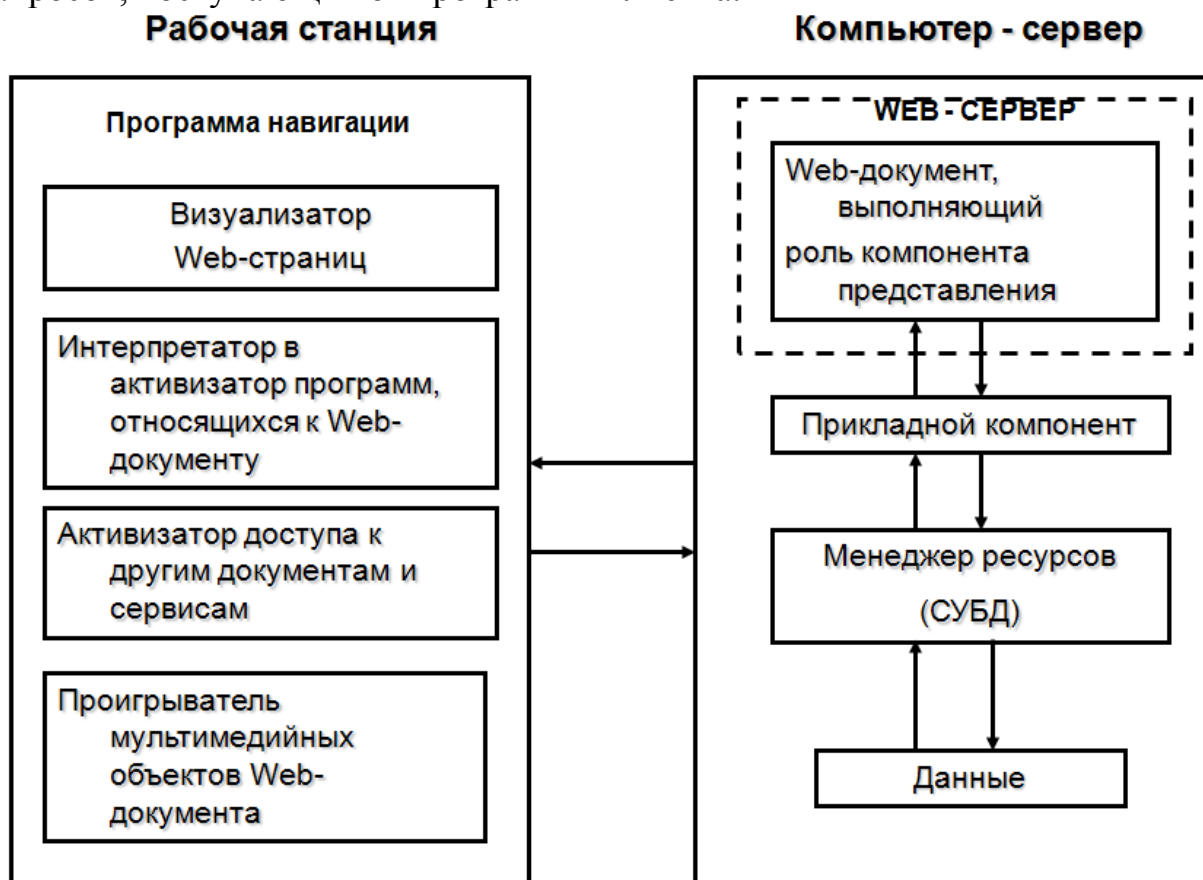 Рабочая станция
Программа навигации
Визуализатор
Web-страниц
Интерпретатор в
активизатор программ,
относящихся к Web-
документу
Активизатор доступа к
другим документам и
сервисам
Проигрыватель
мультимедийных
объектов Web-
документа
Компьютер - сервер
WEB - СЕРВЕР
Web-документ,
выполняющий
роль компонента
представления
Прикладной компонент
Менеджер ресурсов
(СУБД)
Данные